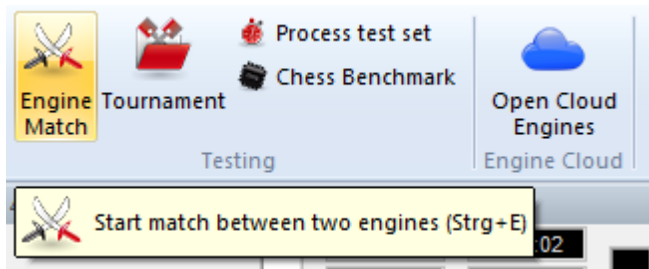 Engine Match
Tournament
Process test set
Chess Benchmark
Open Cloud Engines
Testing
Engine Cloud
Start match between two engines (Strg+E)
:02